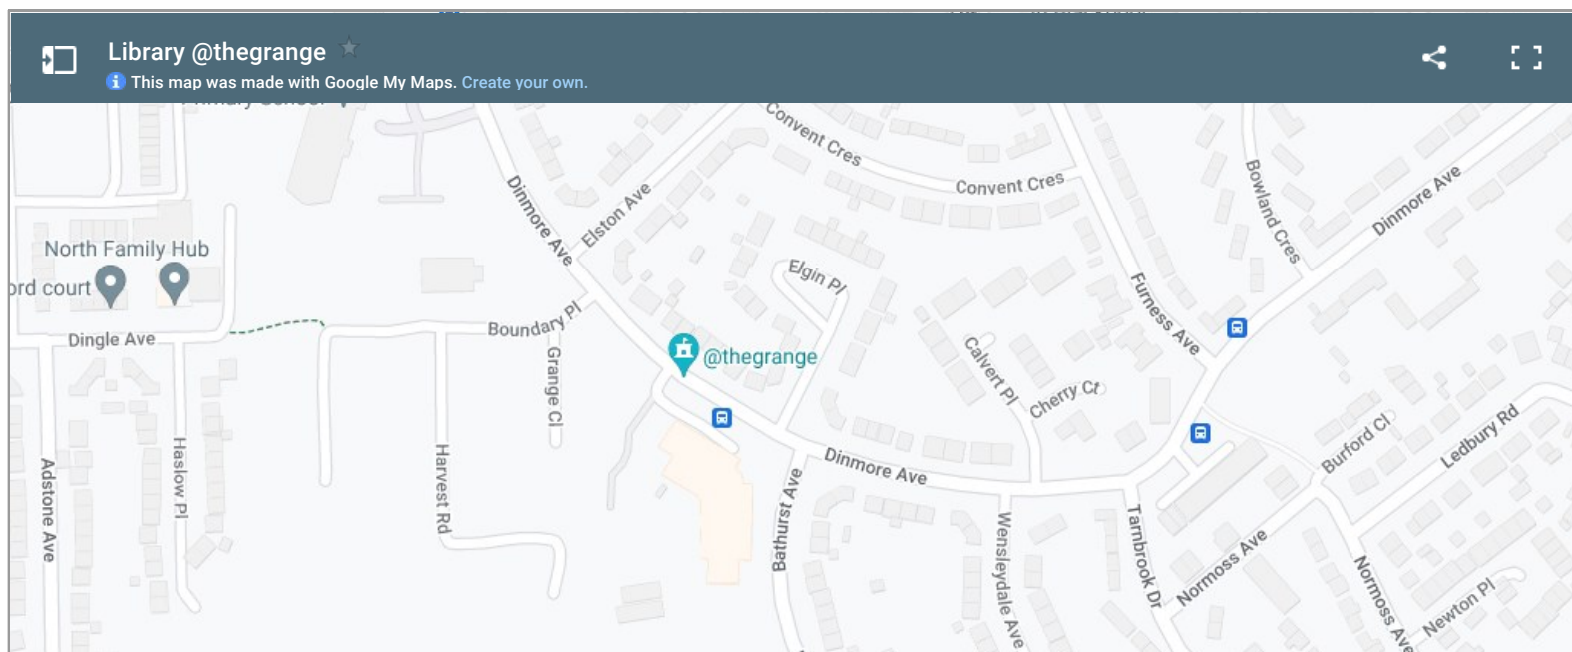 Library @thegrange
This map was made with Google My Maps. Create your own.
Primary School
Convent Cres
Convent Cres
Dinmore Ave
Elston Ave
Bowland Cres
Dinmore Ave
North Family Hub
ord court
Elgin Pl
Furness Ave
Boundary Pl
Dingle Ave
@thegrange
Grange Cl
Calvert Pl
Cherry Ct
Burford Cl
Ledbury Rd
Haslow Pl
Harvest Rd
Adstone Ave
Dinmore Ave
Bathurst Ave
Wensleydale Ave
Tarnbrook Dr
Normoss Ave
Normoss Ave
Newton Pl